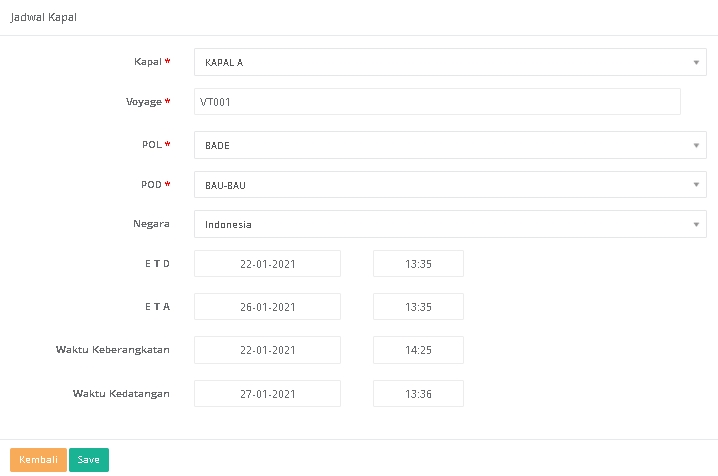 Jadwal Kapal
Kapal * KAPAL A
Voyage * VT001
POL * BADE
POD * BAU-BAU
Negara Indonesia
E T D 22-01-2021 13:35
E T A 26-01-2021 13:35
Waktu Keberangkatan 22-01-2021 14:25
Waktu Kedatangan 27-01-2021 13:36
Kembali Save